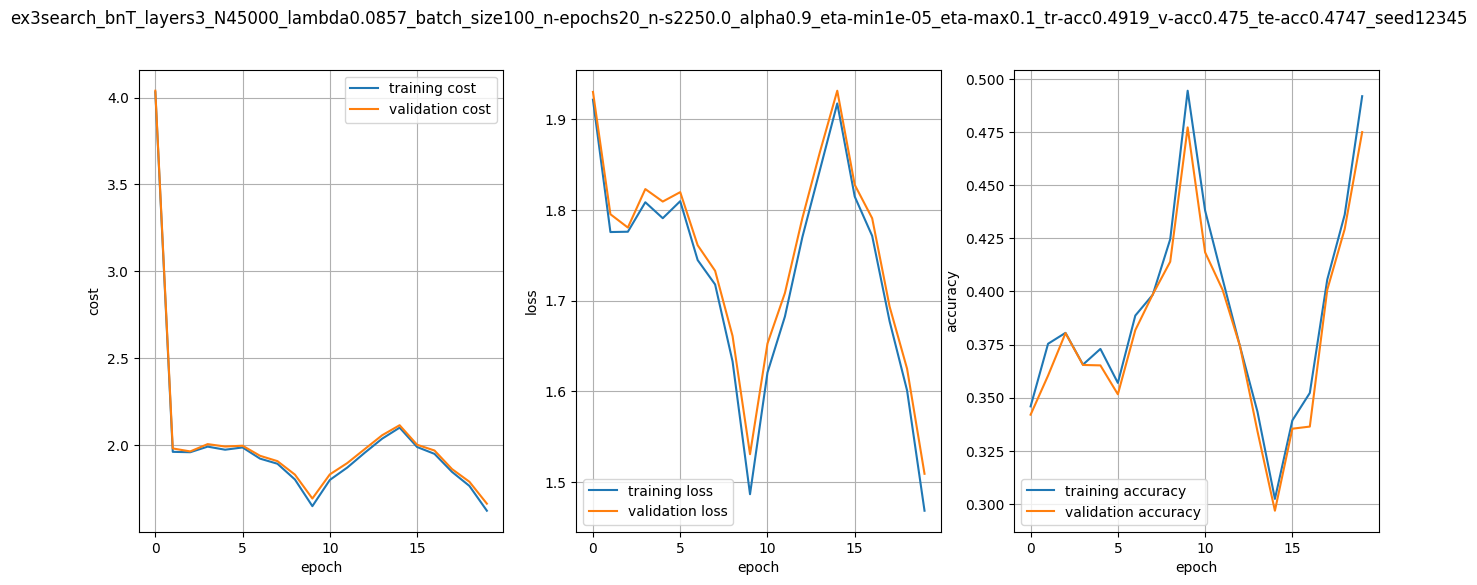 ex3search_bnT_layers3_N45000_lambda0.0857_batch_size100_n-epochs20_n-s2250.0_alpha0.9_eta-min1e-05_eta-max0.1_tr-acc0.4919_v-acc0.475_te-acc0.4747_seed12345
training cost
validation cost
4.0
3.5
3.0
2.5
2.0
cost
0
5
10
15
epoch
training loss
validation loss
1.9
1.8
1.7
1.6
1.5
loss
0
5
10
15
epoch
training accuracy
validation accuracy
0.500
0.475
0.450
0.425
0.400
0.375
0.350
0.325
0.300
accuracy
0
5
10
15
epoch